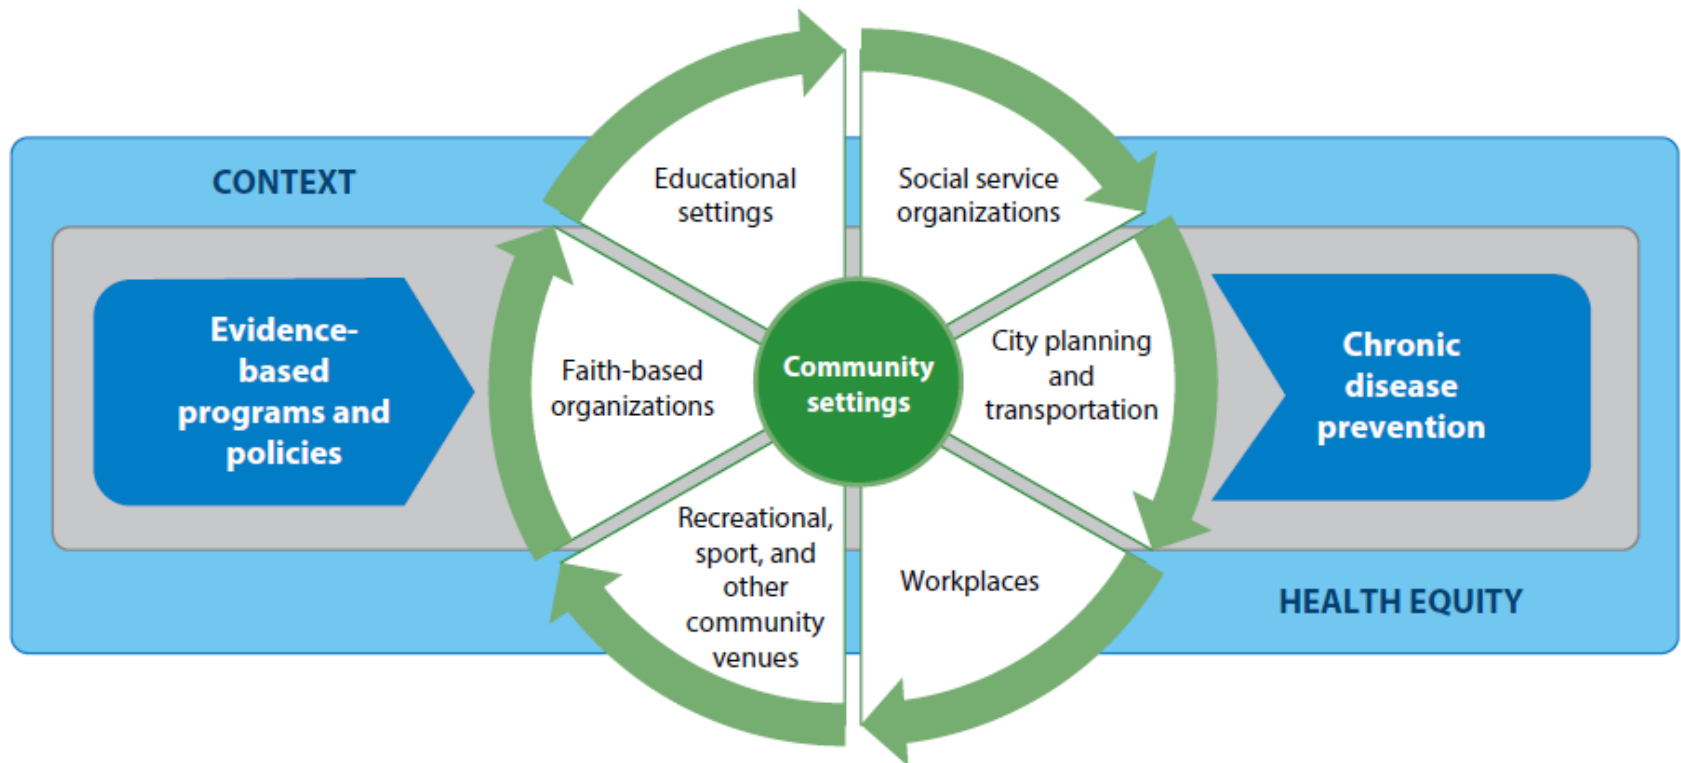 CONTEXT
Evidence-
based
programs and
policies
Educational
settings
Social service
organizations
Faith-based
organizations
Community
settings
City planning
and
transportation
Recreational,
sport, and
other
community
venues
Workplaces
Chronic
disease
prevention
HEALTH EQUITY